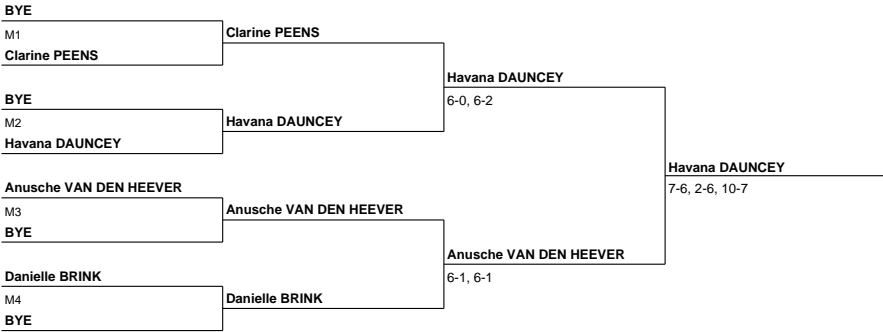 BYE
M1
Clarine PEENS
Clarine PEENS
BYE
M2
Havana DAUNCEY
Havana DAUNCEY
Havana DAUNCEY
6-0, 6-2
Anusche VAN DEN HEEVER
M3
BYE
Anusche VAN DEN HEEVER
Danielle BRINK
M4
BYE
Danielle BRINK
Anusche VAN DEN HEEVER
6-1, 6-1
Havana DAUNCEY
7-6, 2-6, 10-7